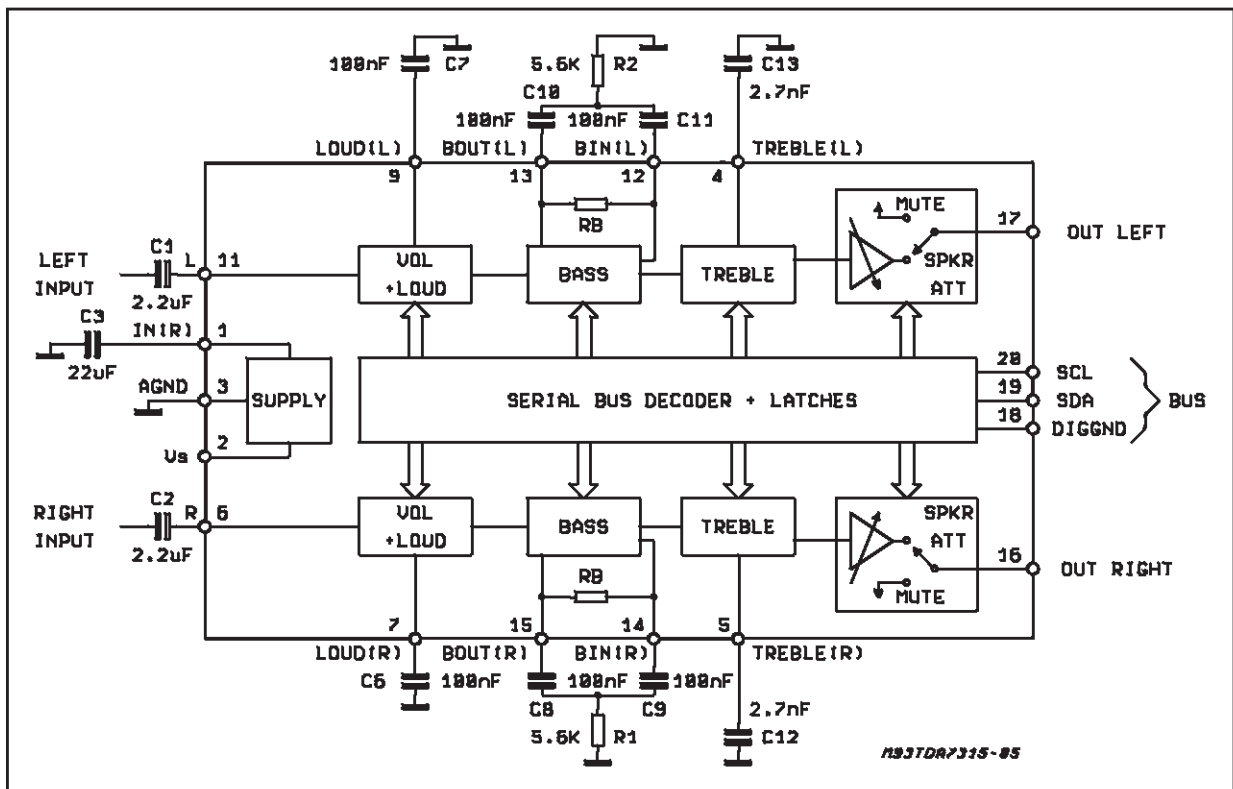 100nF C7 5.6K R2 C13
C10 2.7nF
100nF 100nF C11
LOUD(L) BOUT(L) BIN(L) TREBLE(L)
9 13 12 4
RB MUTE 17
C1 L 11 OUT LEFT
LEFT VOL BASS TREBLE SPKR
INPUT +LOUD ATT
2.2uF
C3 IN(R) 1
22uF 20 SCL
AGND 3 SUPPLY SERIAL BUS DECODER + LATCHES 19 SDA BUS
18 DIGGND
Vs 2
C2 R 6
RIGHT VOL BASS TREBLE SPKR
INPUT +LOUD ATT
2.2uF 16
RB MUTE OUT RIGHT
7 15 14 5
LOUD(R) BOUT(R) BIN(R) TREBLE(R)
C6 100nF 100nF 100nF
C8 C9 2.7nF
5.6K R1 C12
M93TDA7315-05